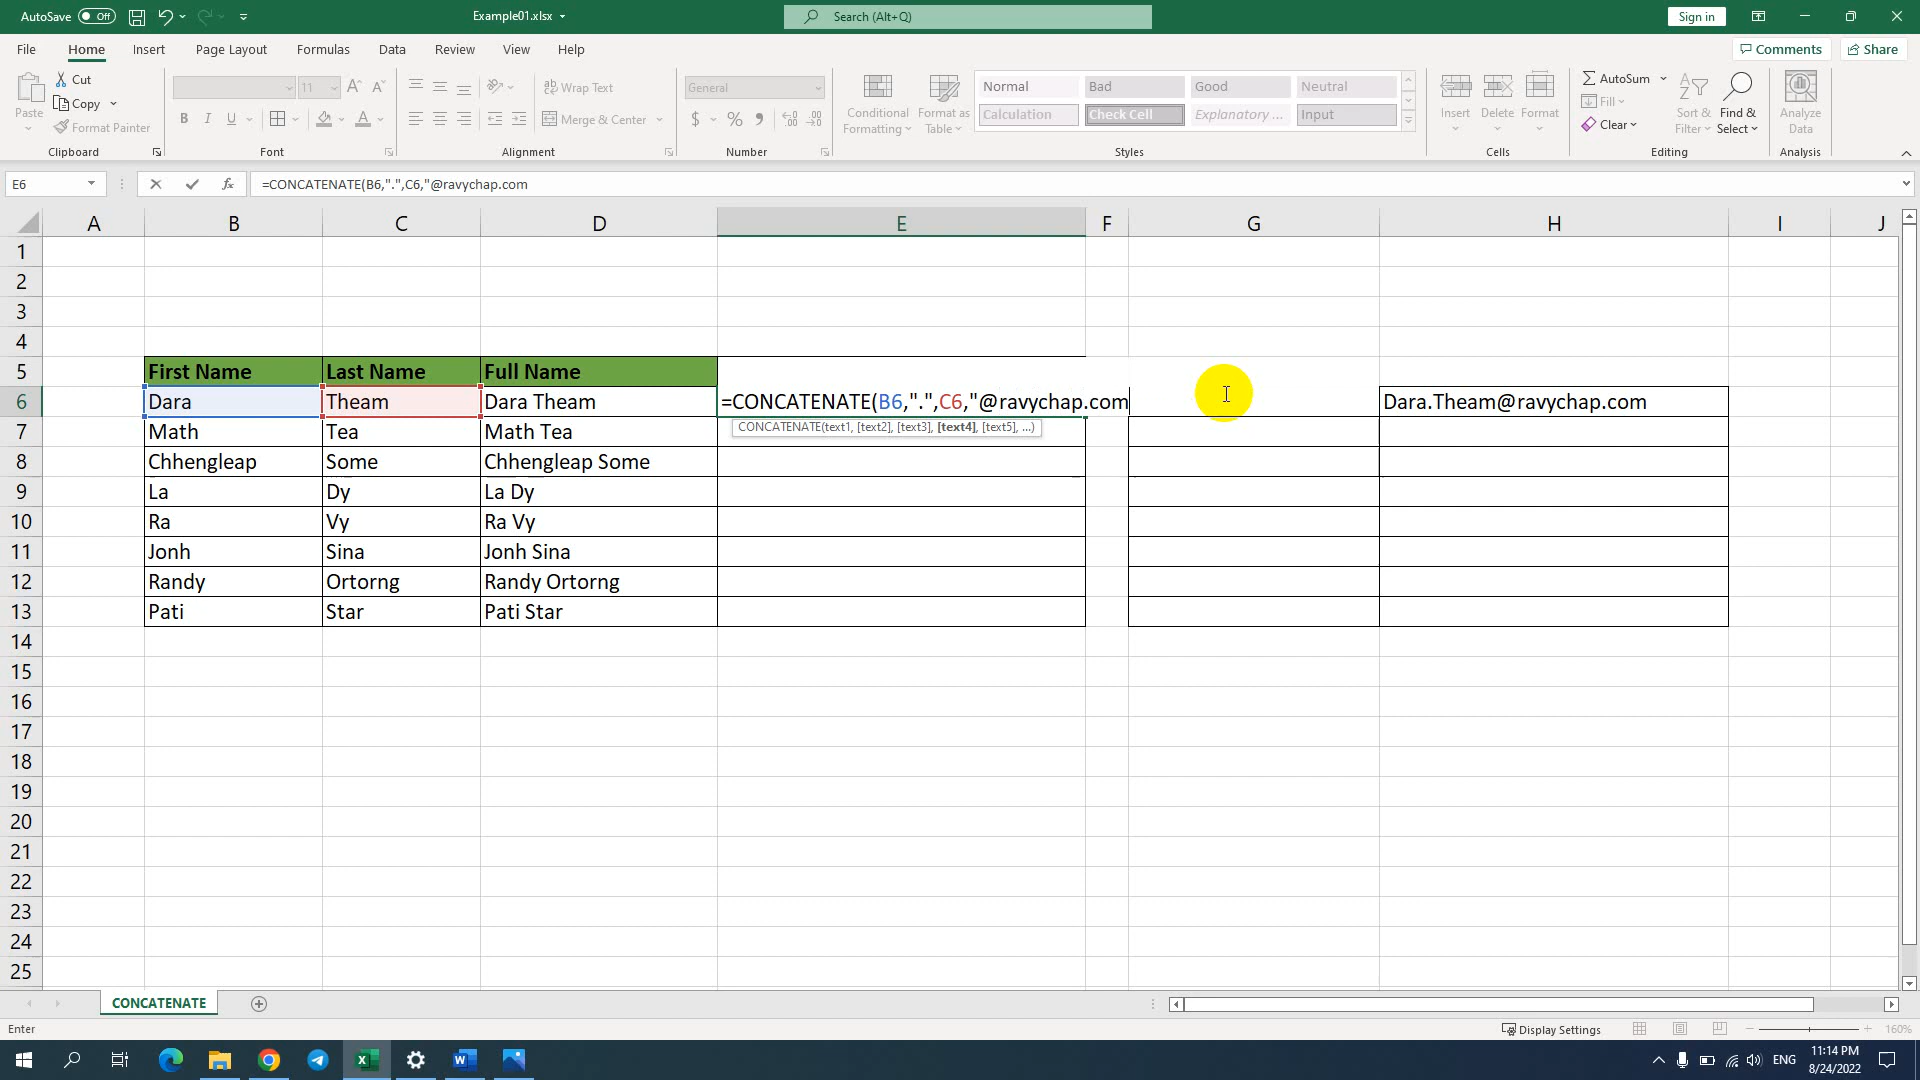 AutoSave Off Example01.xlsx Search (Alt+Q) Sign in
File Home Insert Page Layout Formulas Data Review View Help Comments Share
Paste Cut Copy Format Painter Clipboard
11 Font
Wrap Text Merge & Center Alignment
General Number
Conditional Formatting Format as Table
Normal Bad Good Neutral
Calculation Check Cell Explanatory ... Input
Styles
Insert Delete Format Cells
AutoSum Fill Clear Sort & Filter Find & Select Editing
Analyze Data Analysis
E6 fx =CONCATENATE(B6,".",C6,"@ravychap.com
A B C D E F G H I J
1
2
3
4
5 First Name Last Name Full Name
6 Dara Theam Dara Theam =CONCATENATE(B6,".",C6,"@ravychap.com Dara.Theam@ravychap.com
CONCATENATE(text1, [text2], [text3], [text4], [text5], ...)
7 Math Tea Math Tea
8 Chhengleap Some Chhengleap Some
9 La Dy La Dy
10 Ra Vy Ra Vy
11 Jonh Sina Jonh Sina
12 Randy Ortorng Randy Ortorng
13 Pati Star Pati Star
14
15
16
17
18
19
20
21
22
23
24
25
CONCATENATE
Enter Display Settings 160%
ENG 11:14 PM
8/24/2022